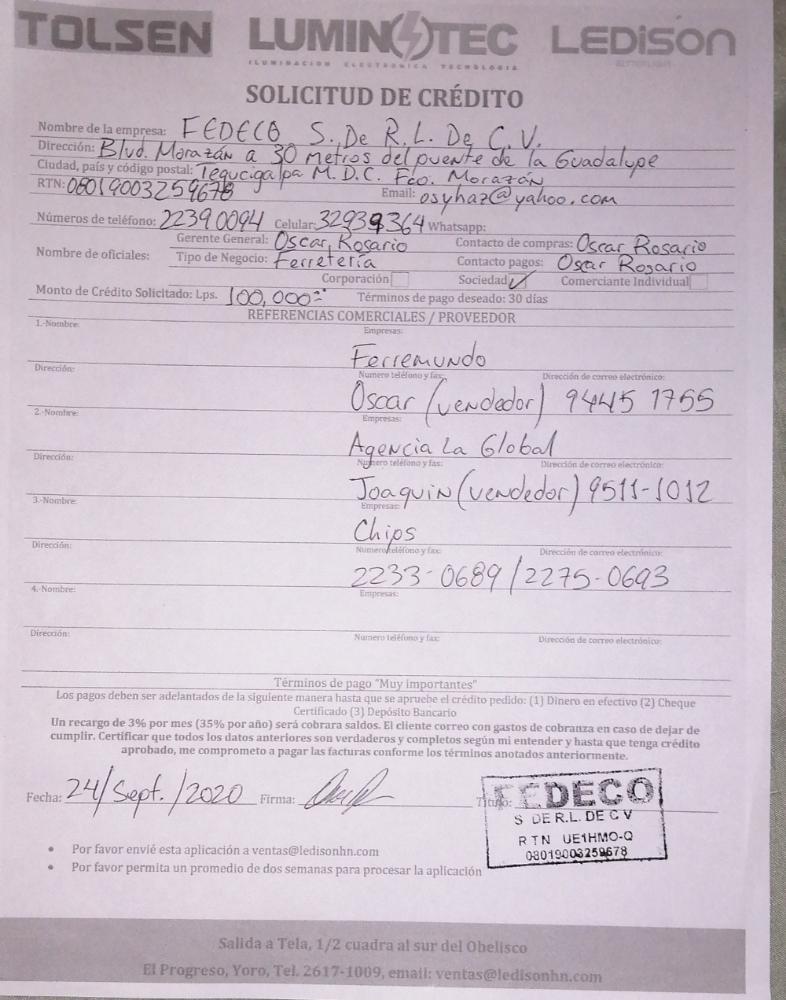 TOLSEN LUMINOTEC LEDISON
ILUMINACION ELECTRONICA TECNOLOGIA
SOLICITUD DE CRÉDITO
Nombre de la empresa: FEDECO S. De R.L. De C.V.
Dirección: Blvd. Morazán a 30 metros del puente de la Guadalupe
Ciudad, país y código postal: Tegucigalpa M.D.C. Fco. Morazán
RTN: 08019003259678 Email: osyhaz@yahoo.com
Números de teléfono: 22390094 Celular: 32939364 Whatsapp:
Gerente General: Oscar Rosario Contacto de compras: Oscar Rosario
Nombre de oficiales: Tipo de Negocio: Ferretería Contacto pagos: Oscar Rosario
Corporación Sociedad ✓ Comerciante Individual
Monto de Crédito Solicitado: Lps. 100,000.= Términos de pago deseado: 30 días
REFERENCIAS COMERCIALES / PROVEEDOR
1.-Nombre: Empresas:
Ferremundo
Dirección: Numero teléfono y fax: Dirección de correo electrónico:
Oscar (vendedor) 9445 1755
2.-Nombre: Empresas:
Agencia La Global
Dirección: Numero teléfono y fax: Dirección de correo electrónico:
Joaquin (vendedor) 9511-1012
3.-Nombre: Empresas:
Chips
Dirección: Numero teléfono y fax: Dirección de correo electrónico:
2233-0689 / 2275-0693
4.-Nombre: Empresas:
Dirección: Numero teléfono y fax: Dirección de correo electrónico:
Términos de pago "Muy importantes"
Los pagos deben ser adelantados de la siguiente manera hasta que se apruebe el crédito pedido: (1) Dinero en efectivo (2) Cheque
Certificado (3) Depósito Bancario
Un recargo de 3% por mes (35% por año) será cobrara saldos. El cliente correo con gastos de cobranza en caso de dejar de
cumplir. Certificar que todos los datos anteriores son verdaderos y completos según mi entender y hasta que tenga crédito
aprobado, me comprometo a pagar las facturas conforme los términos anotados anteriormente.
Fecha: 24/Sept./2020 Firma: Título: FEDECO
S DE R.L. DE C V
RTN UE1HMO-Q
08019003259678
• Por favor envié esta aplicación a ventas@ledisonhn.com
• Por favor permita un promedio de dos semanas para procesar la aplicación
Salida a Tela, 1/2 cuadra al sur del Obelisco
El Progreso, Yoro, Tel. 2617-1009, email: ventas@ledisonhn.com